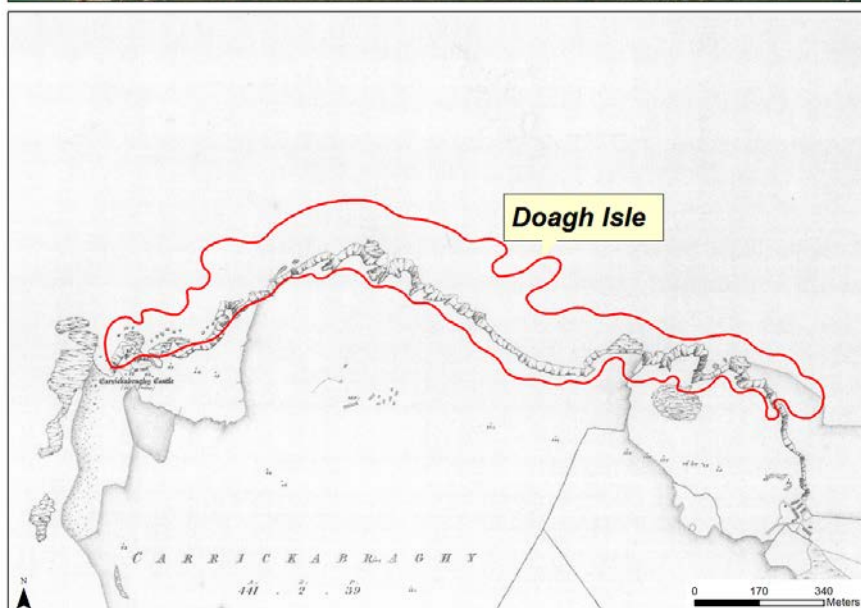 Doagh Isle
Carrickabraghy Castle
CARRICKABRAGHY
A. R. P.
441 . 2 . 39
N
0 170 340
Meters